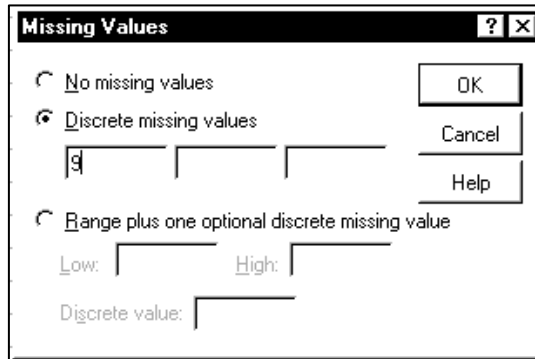 Missing Values
? X
No missing values
OK
Discrete missing values
Cancel
9
Help
Range plus one optional discrete missing value
Low: High:
Discrete value: